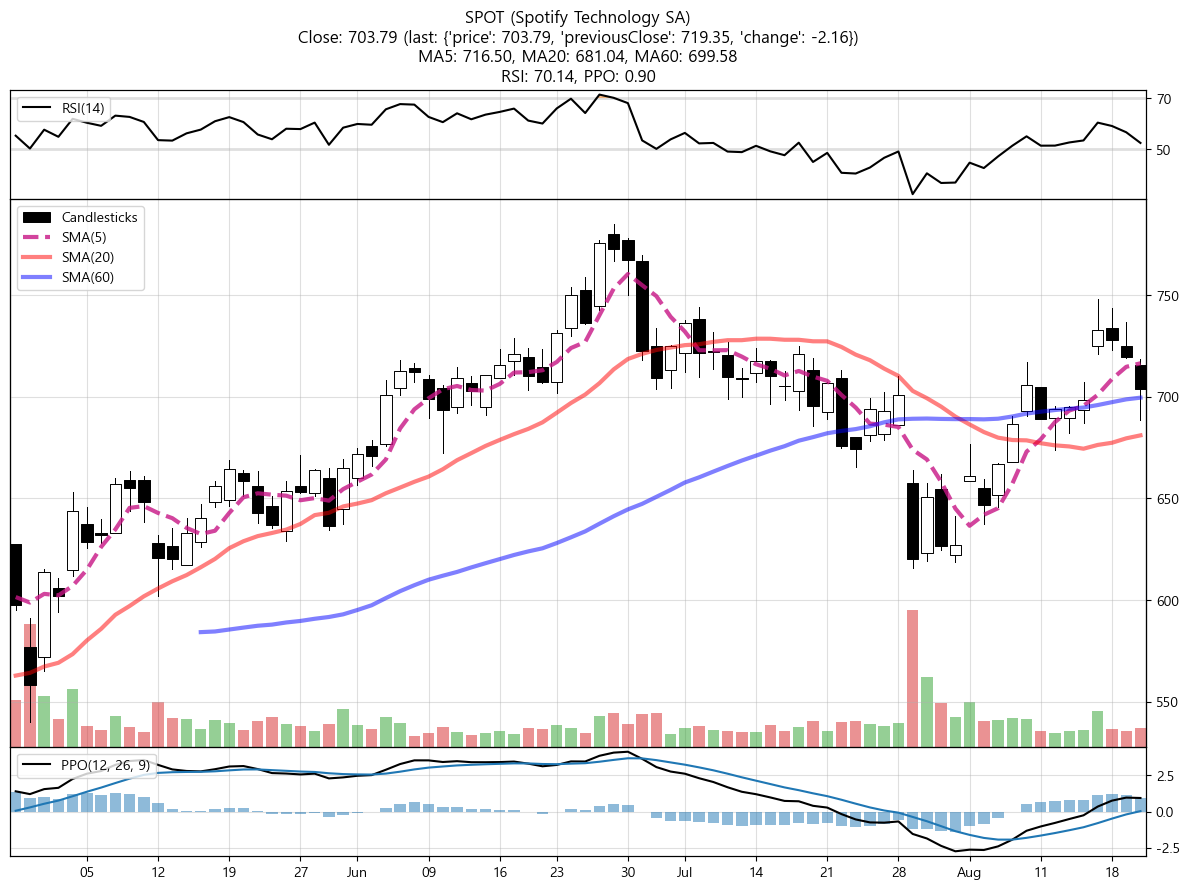 SPOT (Spotify Technology SA)
Close: 703.79 (last: {'price': 703.79, 'previousClose': 719.35, 'change': -2.16})
MA5: 716.50, MA20: 681.04, MA60: 699.58
RSI: 70.14, PPO: 0.90
RSI(14)
70
50
Candlesticks
SMA(5)
SMA(20)
SMA(60)
750
700
650
600
550
PPO(12, 26, 9)
2.5
0.0
−2.5
05 12 19 27 Jun 09 16 23 30 Jul 14 21 28 Aug 11 18